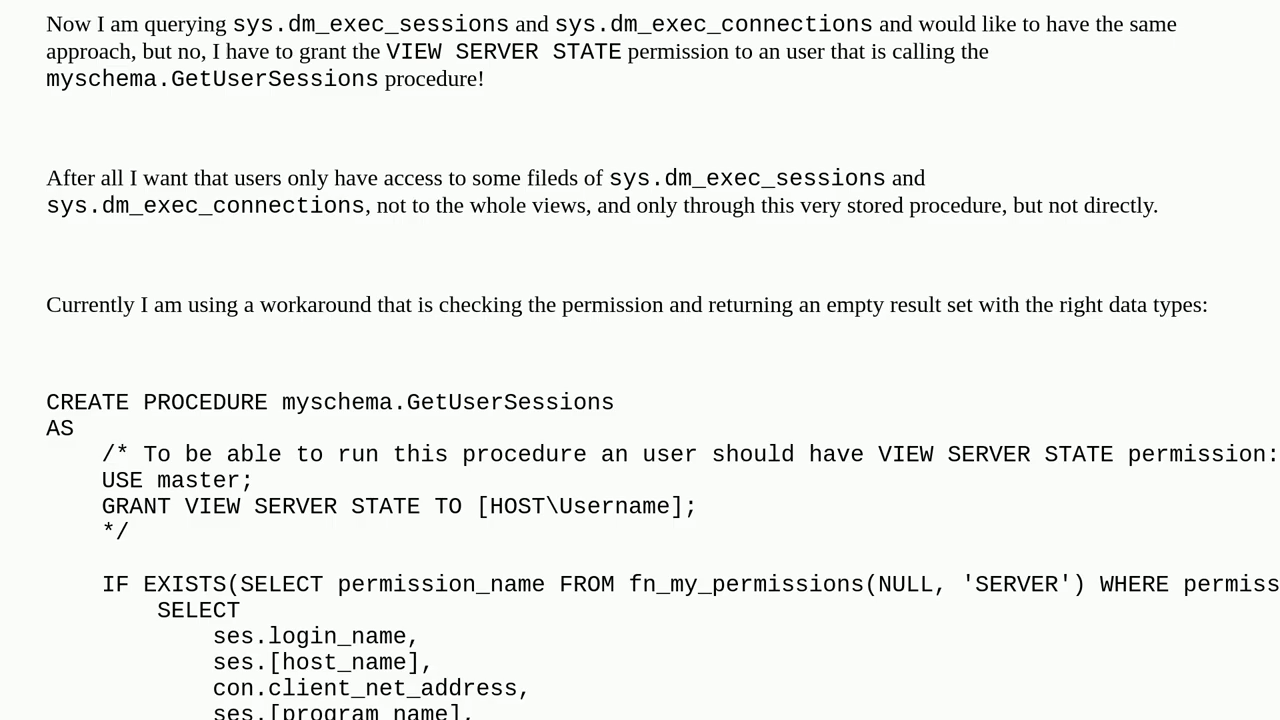 Now I am querying sys.dm_exec_sessions and sys.dm_exec_connections and would like to have the same
approach, but no, I have to grant the VIEW SERVER STATE permission to an user that is calling the
myschema.GetUserSessions procedure!
After all I want that users only have access to some fileds of sys.dm_exec_sessions and
sys.dm_exec_connections, not to the whole views, and only through this very stored procedure, but not directly.
Currently I am using a workaround that is checking the permission and returning an empty result set with the right data types:
CREATE PROCEDURE myschema.GetUserSessions
AS
    /* To be able to run this procedure an user should have VIEW SERVER STATE permission:
    USE master;
    GRANT VIEW SERVER STATE TO [HOST\Username];
    */
    IF EXISTS(SELECT permission_name FROM fn_my_permissions(NULL, 'SERVER') WHERE permiss
        SELECT
            ses.login_name,
            ses.[host_name],
            con.client_net_address,
            ses.[program_name],